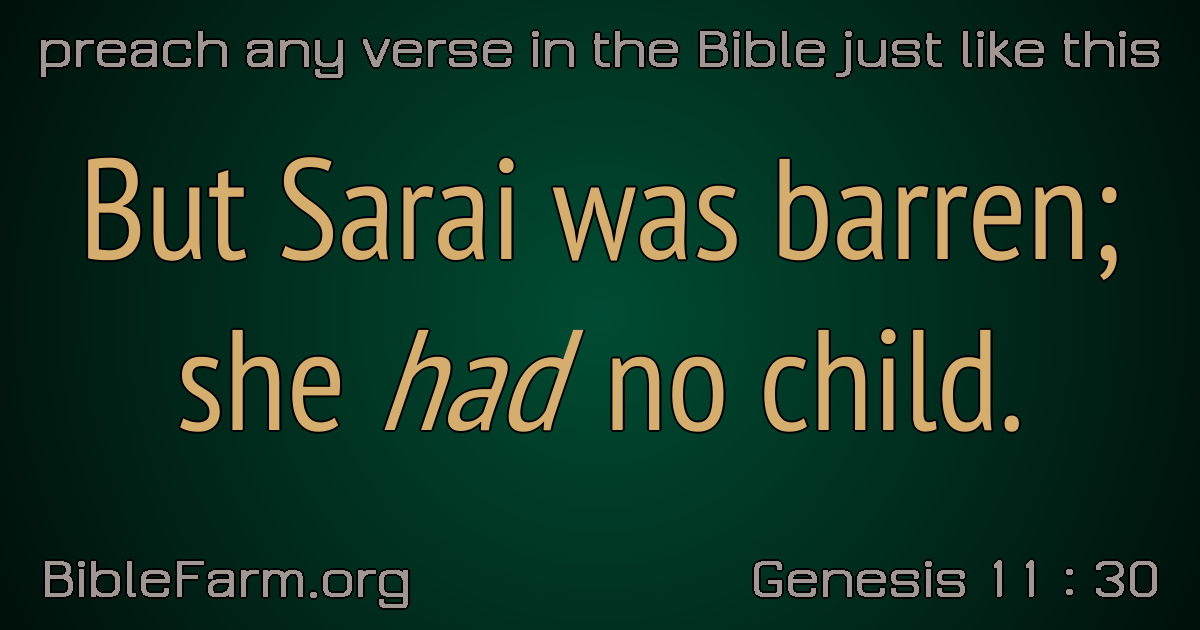 preach any verse in the Bible just like this
But Sarai was barren;
she had no child.
BibleFarm.org
Genesis 11 : 30